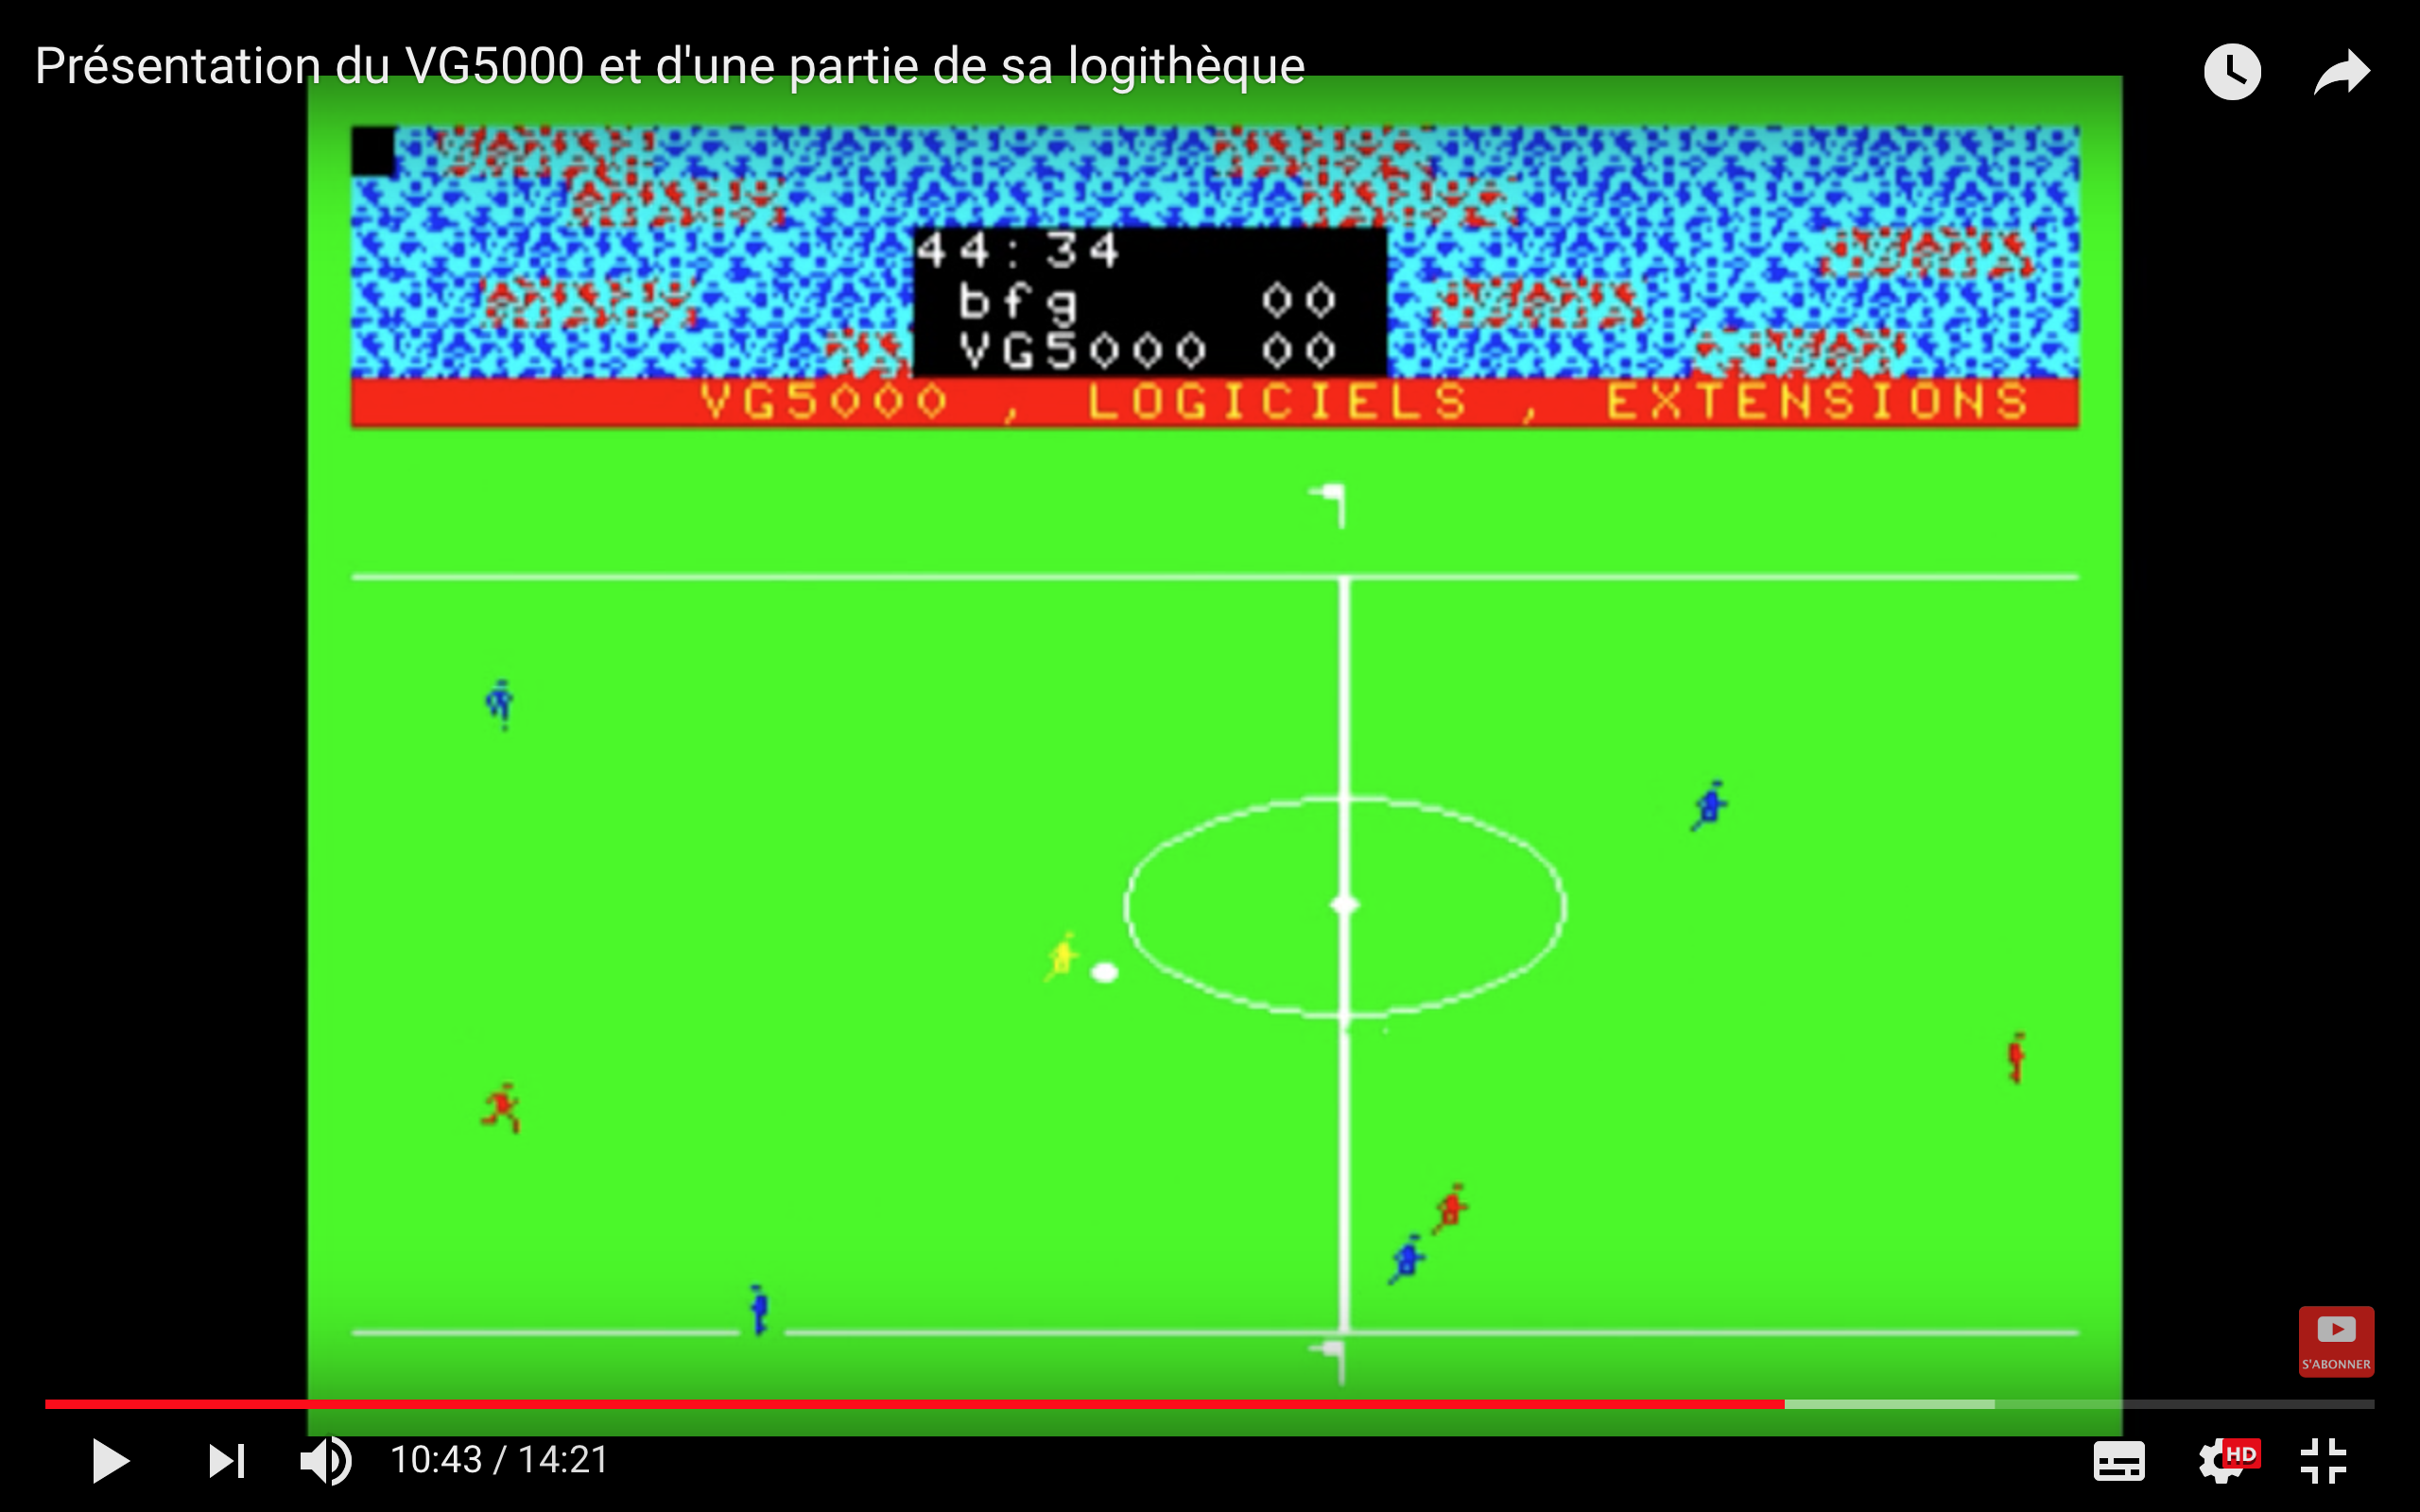 Présentation du VG5000 et d'une partie de sa logithèque
44:34
bfg 00
VG5000 00
VG5000 , LOGICIELS , EXTENSIONS
S'ABONNER
10:43 / 14:21
HD